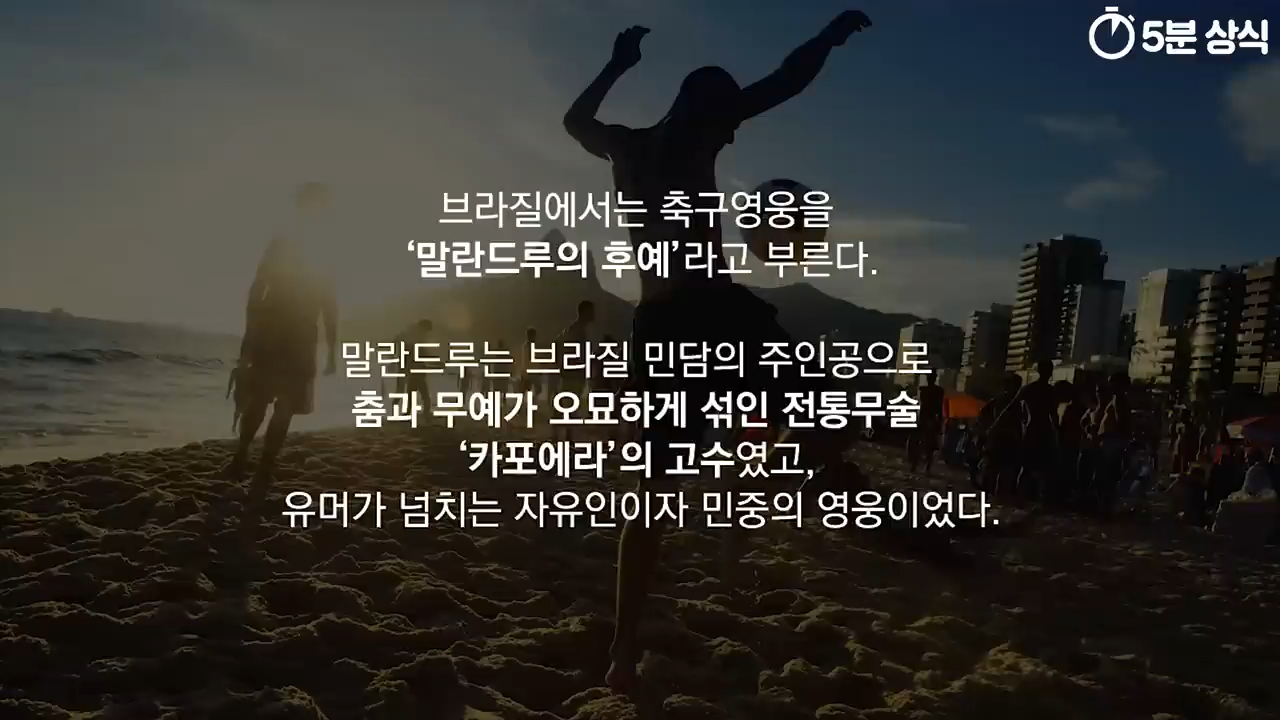 5분 상식
브라질에서는 축구영웅을
‘말란드루의 후예’라고 부른다.
말란드루는 브라질 민담의 주인공으로
춤과 무예가 오묘하게 섞인 전통무술
‘카포에라’의 고수였고,
유머가 넘치는 자유인이자 민중의 영웅이었다.